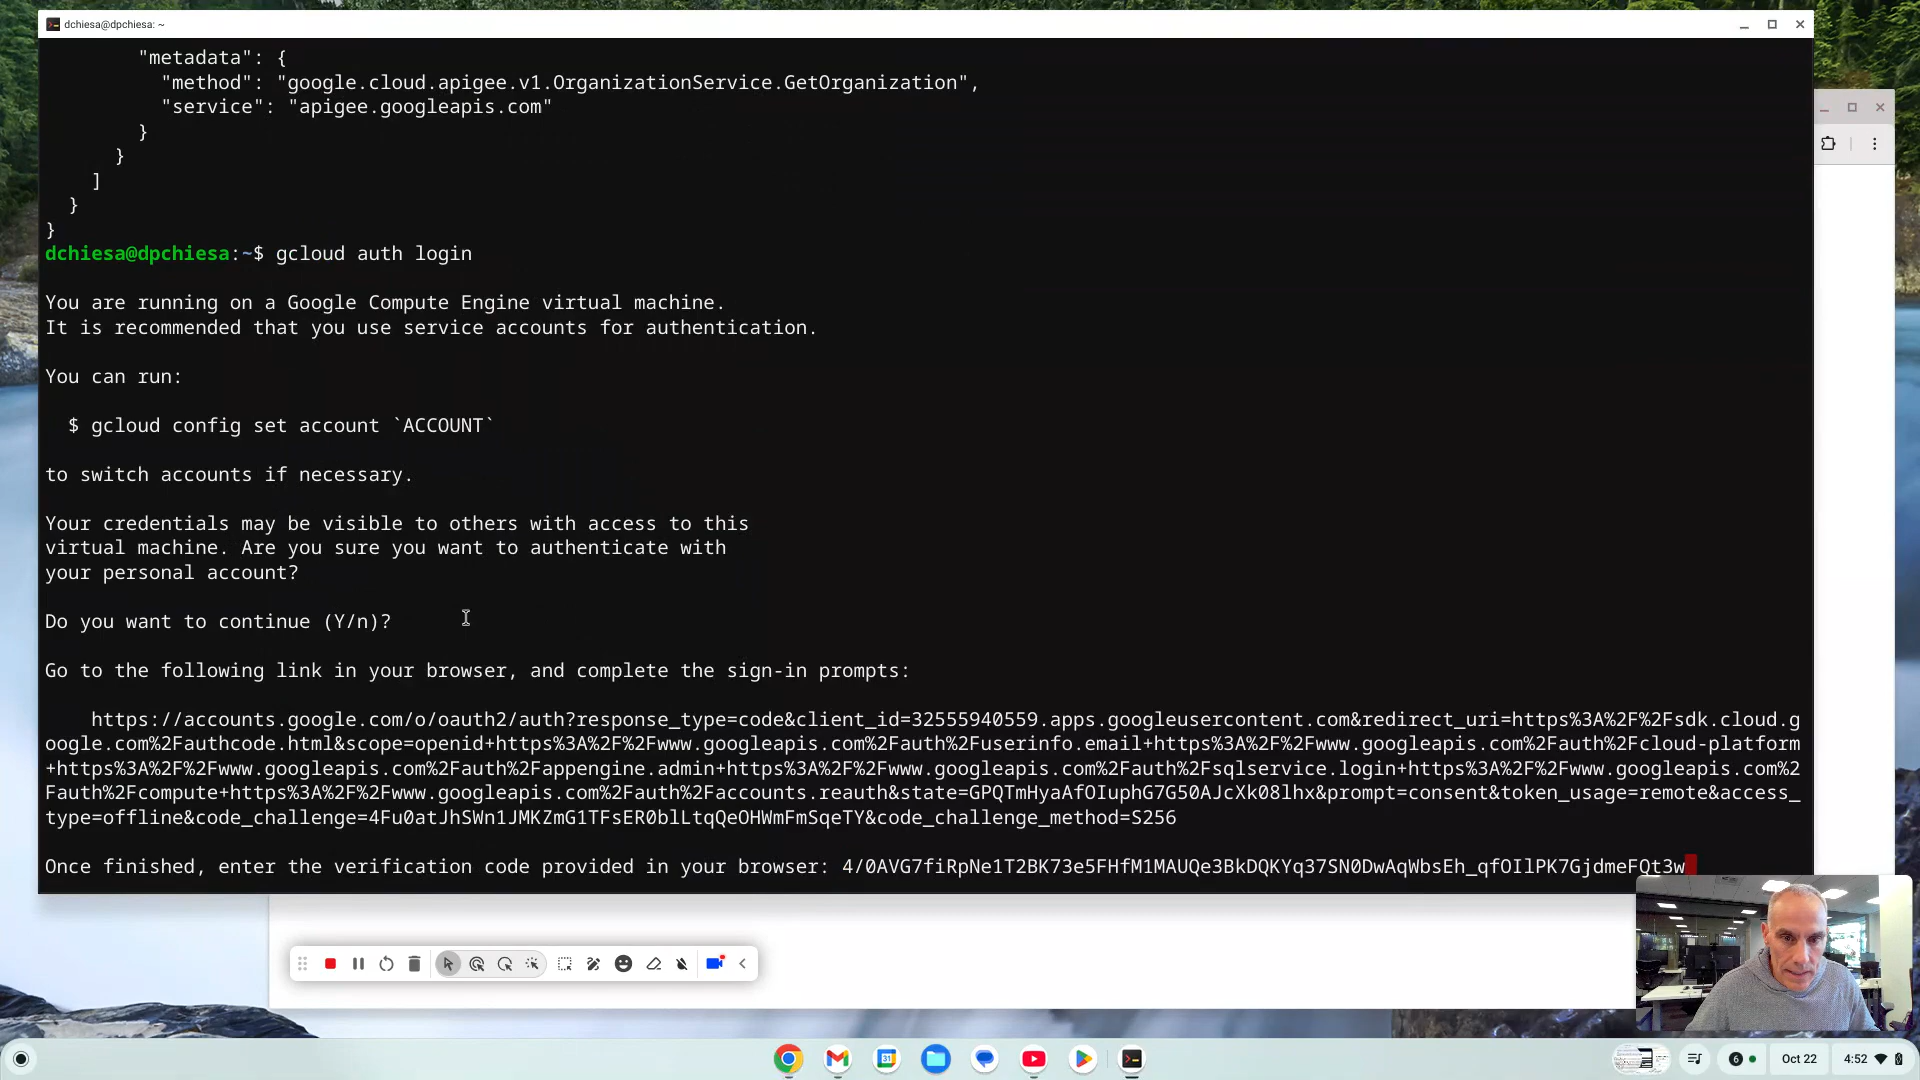 dchiesa@dpchiesa: ~
"metadata": {
"method": "google.cloud.apigee.v1.OrganizationService.GetOrganization",
"service": "apigee.googleapis.com"
}
}
]
}
}
dchiesa@dpchiesa:~$ gcloud auth login
You are running on a Google Compute Engine virtual machine.
It is recommended that you use service accounts for authentication.
You can run:
$ gcloud config set account `ACCOUNT`
to switch accounts if necessary.
Your credentials may be visible to others with access to this
virtual machine. Are you sure you want to authenticate with
your personal account?
Do you want to continue (Y/n)?
Go to the following link in your browser, and complete the sign-in prompts:
https://accounts.google.com/o/oauth2/auth?response_type=code&client_id=32555940559.apps.googleusercontent.com&redirect_uri=https%3A%2F%2Fsdk.cloud.g
oogle.com%2Fauthcode.html&scope=openid+https%3A%2F%2Fwww.googleapis.com%2Fauth%2Fuserinfo.email+https%3A%2F%2Fwww.googleapis.com%2Fauth%2Fcloud-platform
+https%3A%2F%2Fwww.googleapis.com%2Fauth%2Fappengine.admin+https%3A%2F%2Fwww.googleapis.com%2Fauth%2Fsqlservice.login+https%3A%2F%2Fwww.googleapis.com%2
Fauth%2Fcompute+https%3A%2F%2Fwww.googleapis.com%2Fauth%2Faccounts.reauth&state=GPQTmHyaAfOIuphG7G50AJcXk08lhx&prompt=consent&token_usage=remote&access_
type=offline&code_challenge=4Fu0atJhSWn1JMKZmG1TFsER0blLtqQeOHWmFmSqeTY&code_challenge_method=S256
Once finished, enter the verification code provided in your browser: 4/0AVG7fiRpNe1T2BK73e5FHfM1MAUQe3BkDQKYq37SN0DwAqWbsEh_qfOIlPK7GjdmeFQt3w
31
6
Oct 22
4:52